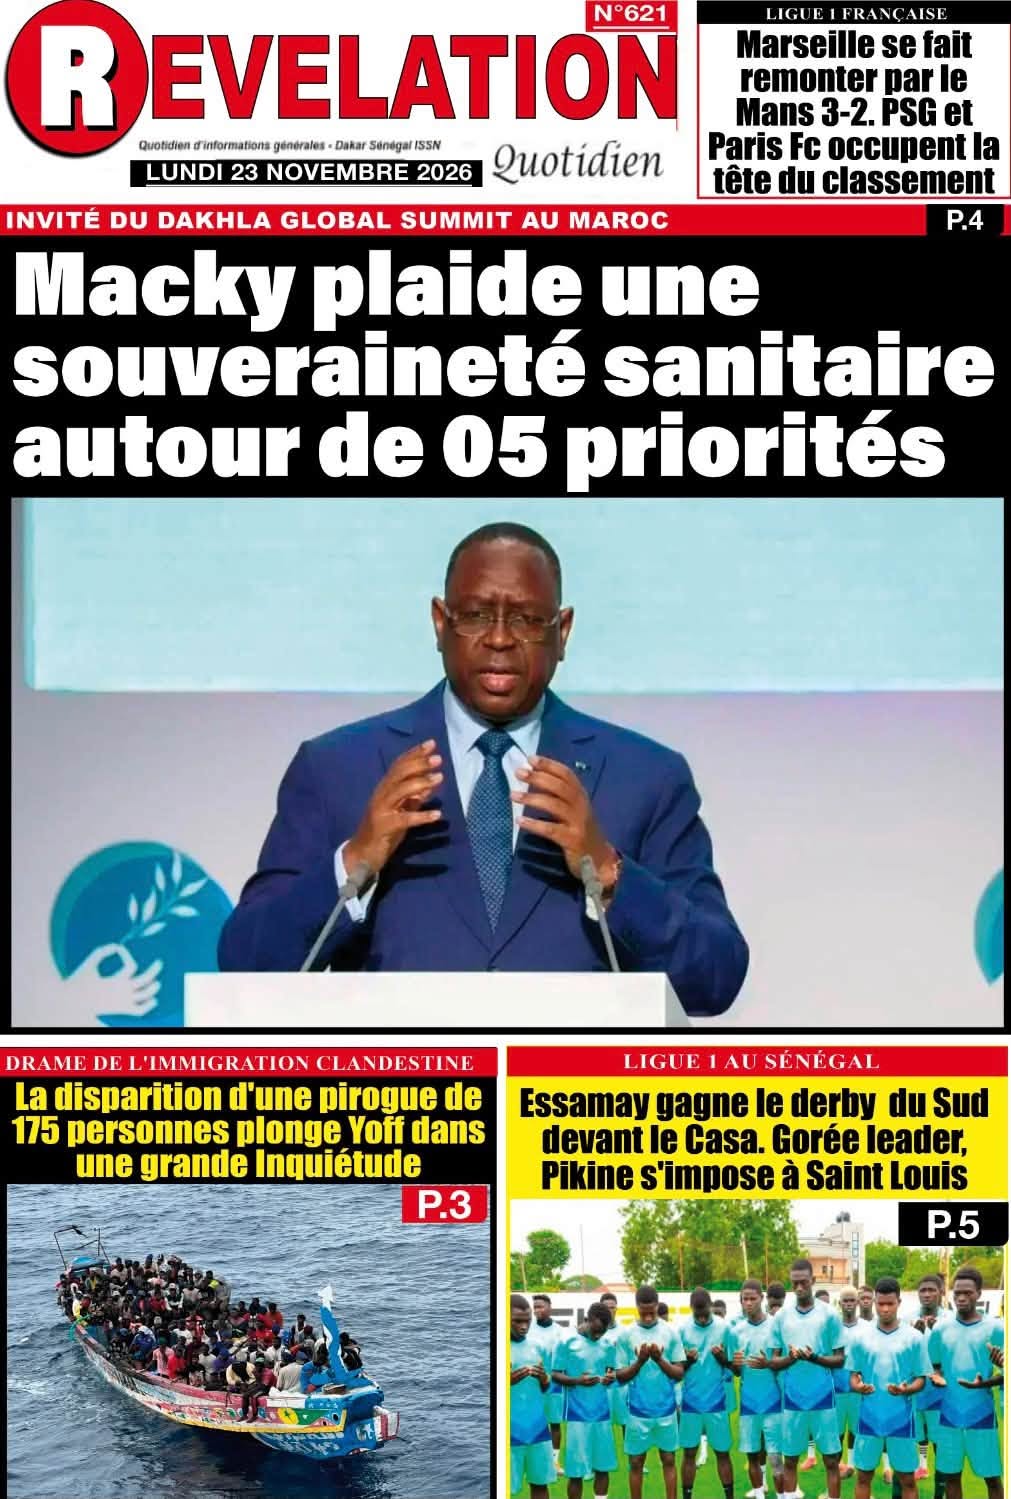 N°621
REVELATION
Quotidien d'informations générales - Dakar Sénégal ISSN
Quotidien
LUNDI 23 NOVEMBRE 2026
LIGUE 1 FRANÇAISE
Marseille se fait
remonter par le
Mans 3-2. PSG et
Paris Fc occupent la
tête du classement
INVITÉ DU DAKHLA GLOBAL SUMMIT AU MAROC
P.4
Macky plaide une
souveraineté sanitaire
autour de 05 priorités
DRAME DE L'IMMIGRATION CLANDESTINE
La disparition d'une pirogue de
175 personnes plonge Yoff dans
une grande Inquiétude
P.3
LIGUE 1 AU SÉNÉGAL
Essamay gagne le derby du Sud
devant le Casa. Gorée leader,
Pikine s'impose à Saint Louis
P.5